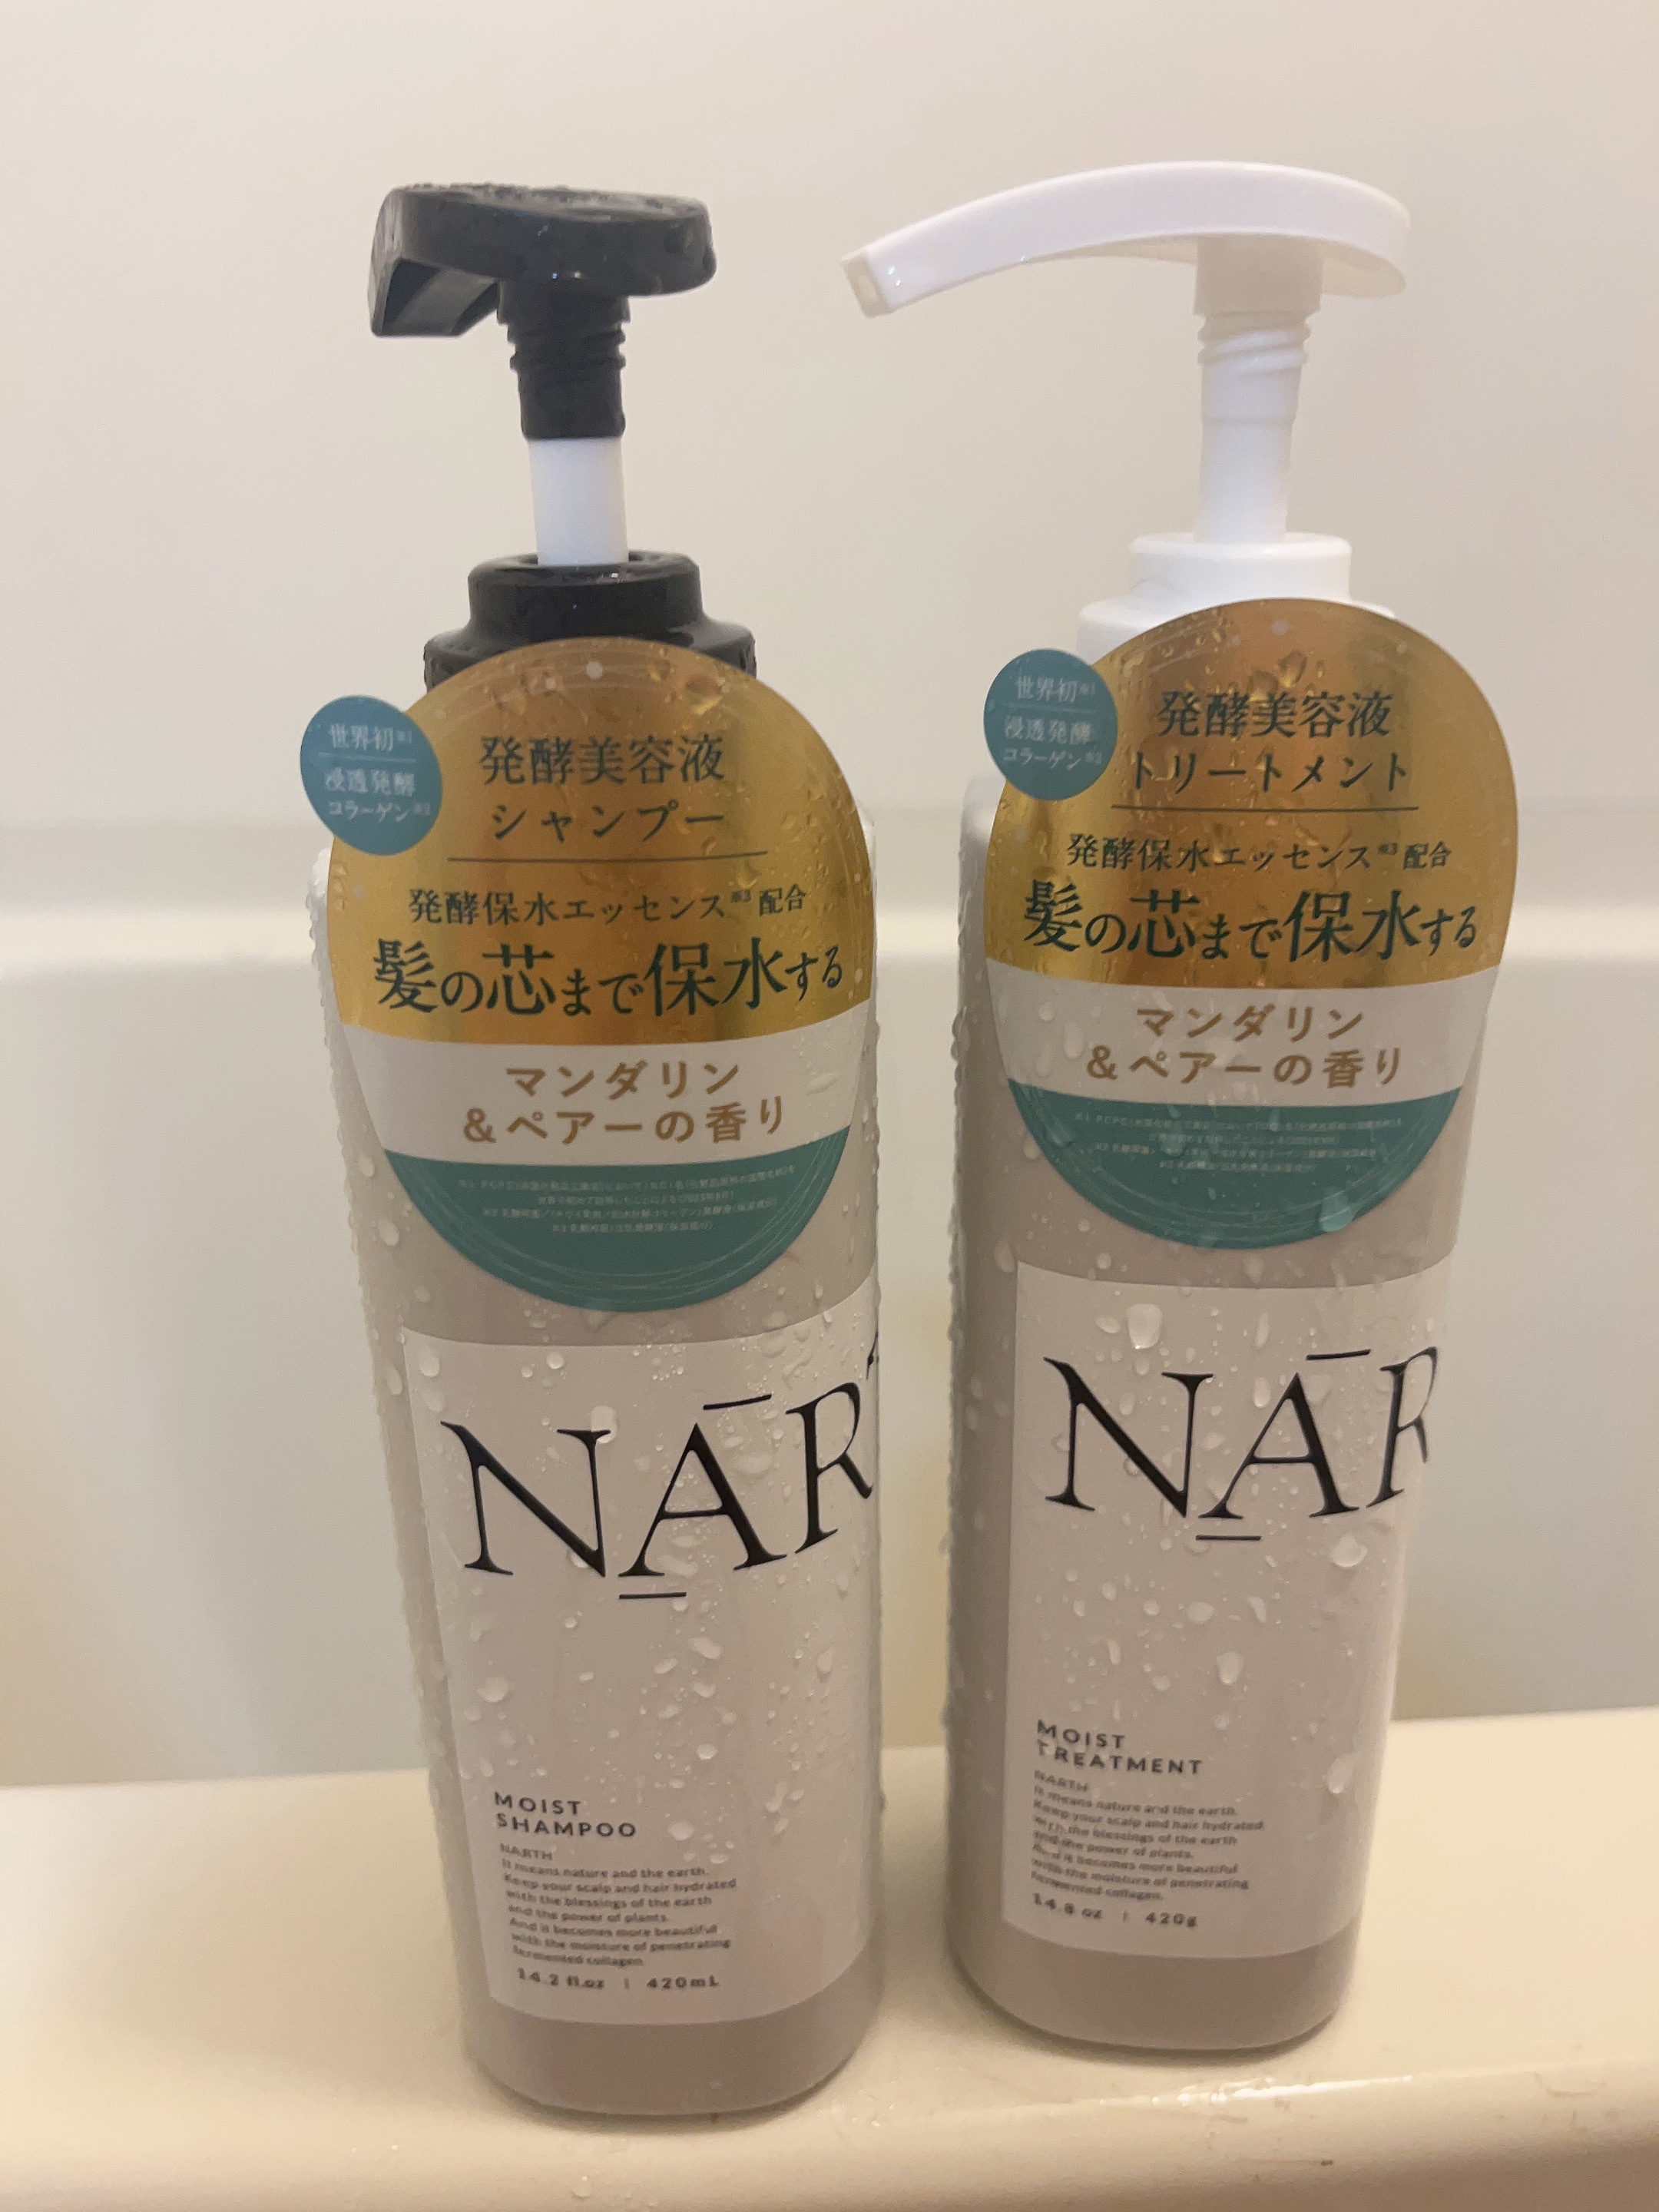 世界初※1
浸透発酵
コラーゲン※2
発酵美容液
シャンプー
発酵保水エッセンス※3配合
髪の芯まで保水する
マンダリン
&ペアーの香り
NAR
MOIST
SHAMPOO
NARTH
It means nature and the earth.
Keep your scalp and hair hydrated
with the blessings of the earth
and the power of plants.
And it becomes more beautiful
with the moisture of penetrating
fermented collagen.
14.2 fl.oz | 420mL
世界初※1
浸透発酵
コラーゲン※2
発酵美容液
トリートメント
発酵保水エッセンス※3配合
髪の芯まで保水する
マンダリン
&ペアーの香り
NAR
MOIST
TREATMENT
NARTH
It means nature and the earth.
Keep your scalp and hair hydrated
with the blessings of the earth
and the power of plants.
And it becomes more beautiful
with the moisture of penetrating
fermented collagen.
14.8 oz | 420g